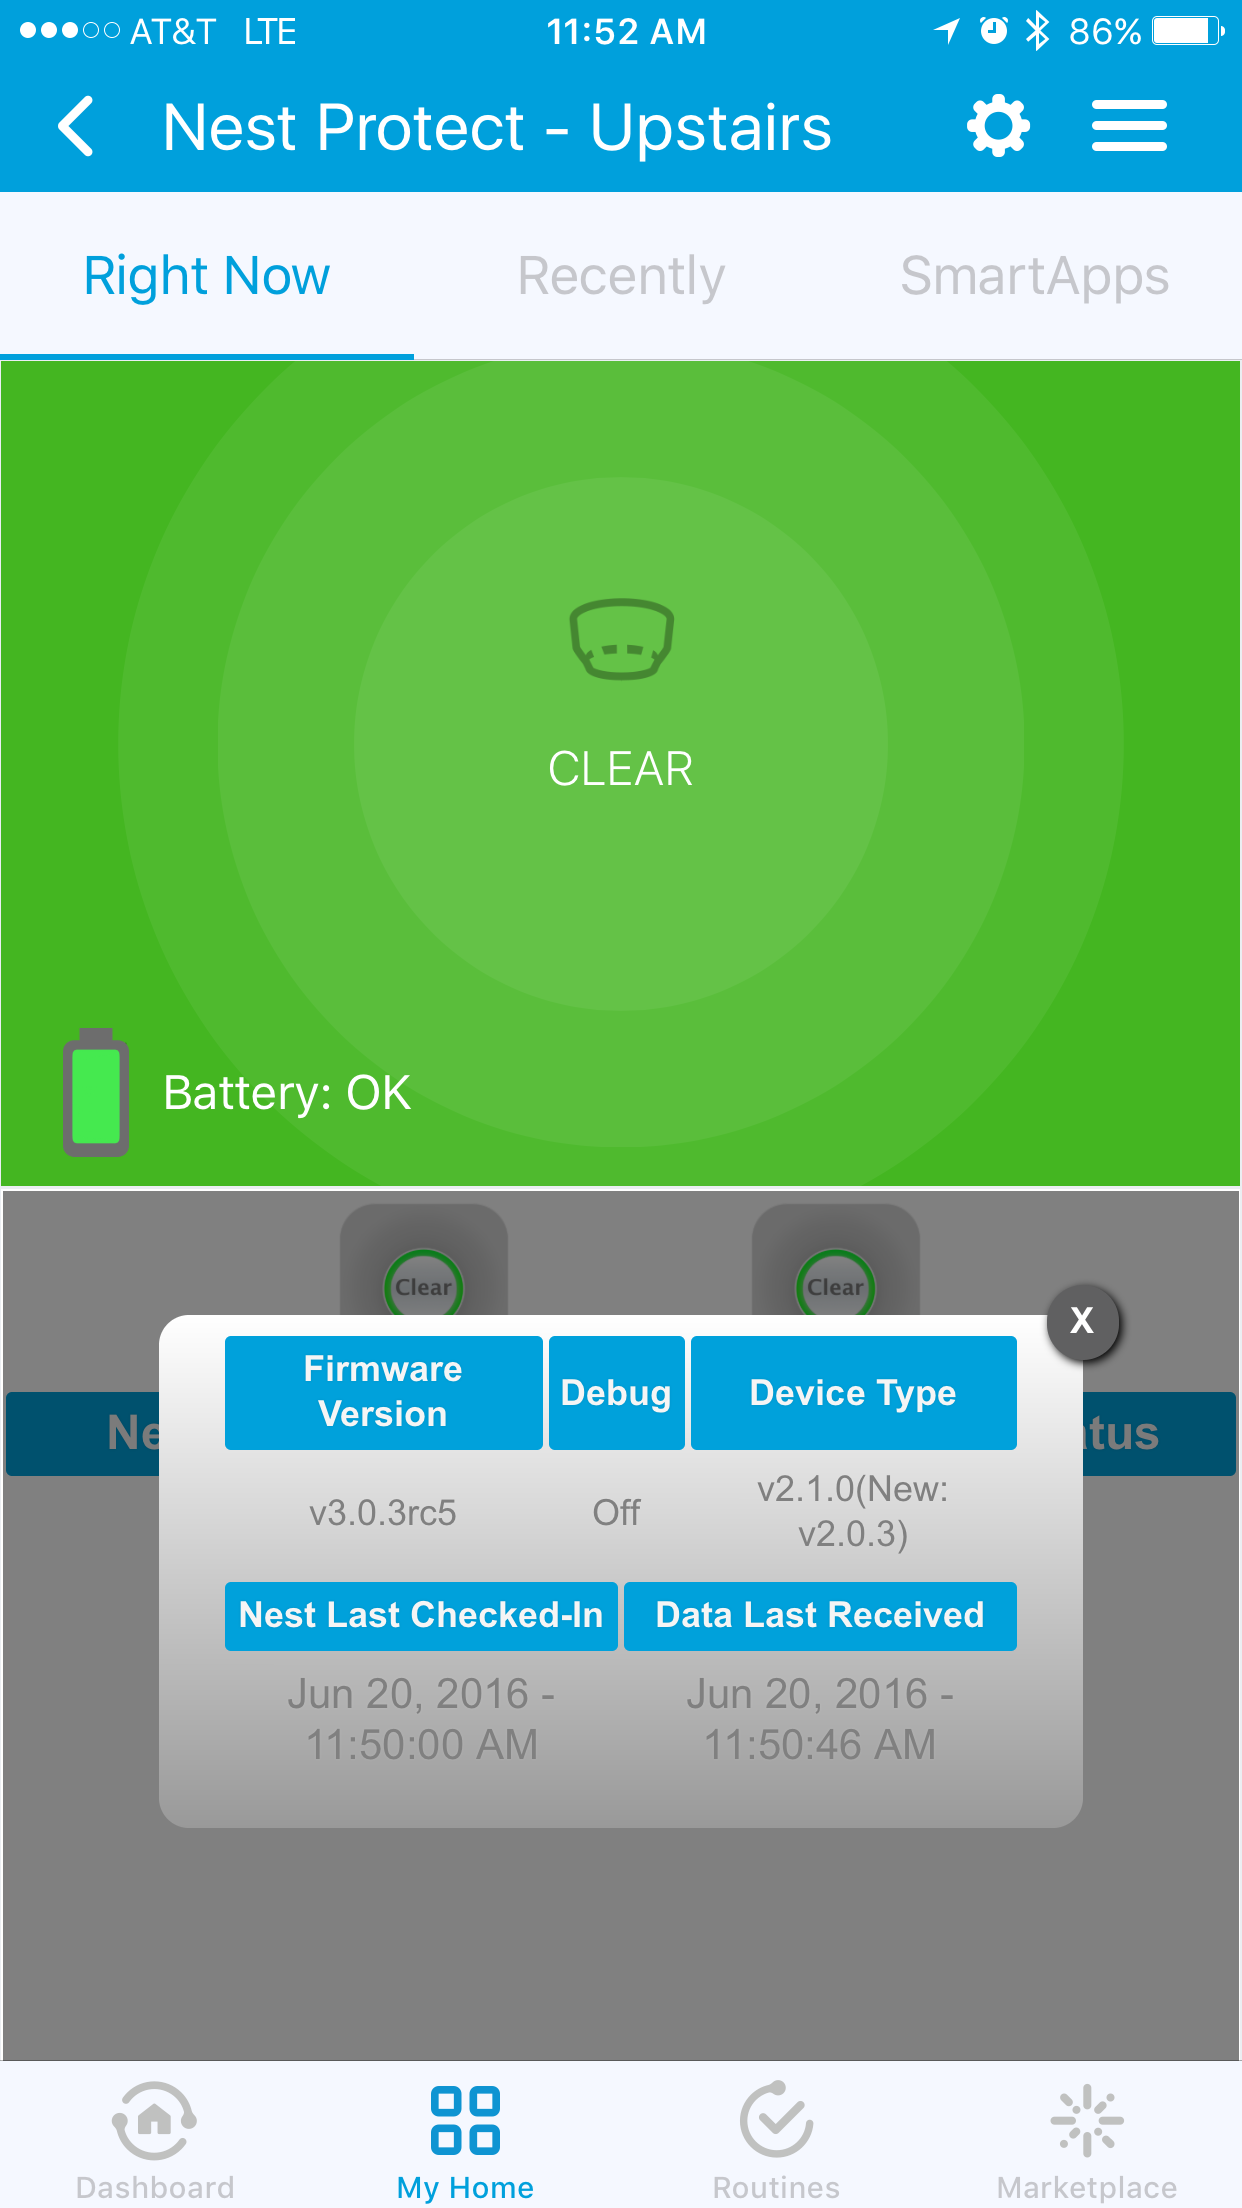 AT&T LTE 11:52 AM 86%
Nest Protect - Upstairs
Right Now Recently SmartApps
CLEAR
Battery: OK
Clear Clear
X
Firmware
Version
Debug
Device Type
Ne
tus
v3.0.3rc5
Off
v2.1.0(New:
v2.0.3)
Nest Last Checked-In
Data Last Received
Jun 20, 2016 -
11:50:00 AM
Jun 20, 2016 -
11:50:46 AM
Dashboard My Home Routines Marketplace